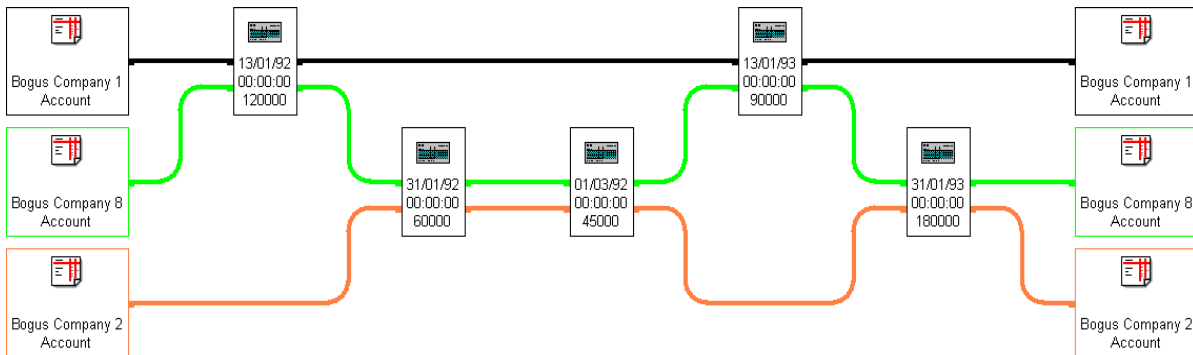 Bogus Company 1
Account
13/01/92
00:00:00
120000
13/01/93
00:00:00
90000
Bogus Company 1
Account
Bogus Company 8
Account
31/01/92
00:00:00
60000
01/03/92
00:00:00
45000
31/01/93
00:00:00
180000
Bogus Company 8
Account
Bogus Company 2
Account
Bogus Company 2
Account